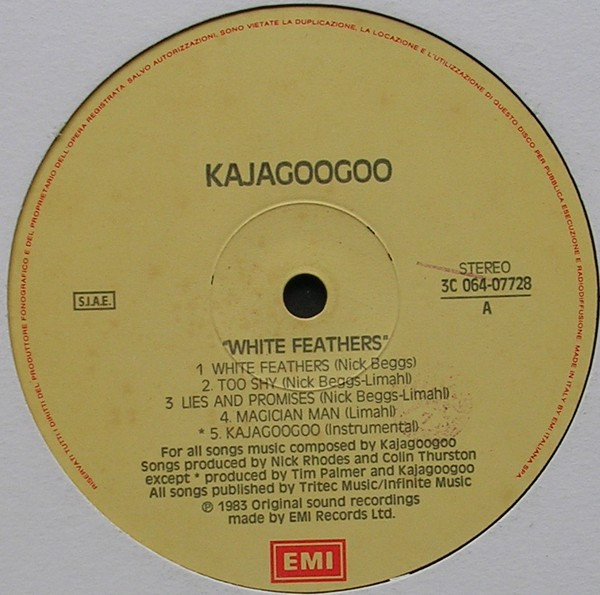 RISERVATI TUTTI I DIRITTI DEL PRODUTTORE FONOGRAFICO E DEL PROPRIETARIO DELL'OPERA REGISTRATA. SALVO AUTORIZZAZIONI, SONO VIETATE LA DUPLICAZIONE, LA LOCAZIONE E L'UTILIZZAZIONE DI QUESTO DISCO PER PUBBLICA ESECUZIONE E RADIODIFFUSIONE. MADE IN ITALY BY EMI ITALIANA SPA.
KAJAGOOGOO
S.I.A.E.
STEREO
3C 064-07728
A
"WHITE FEATHERS"
1 WHITE FEATHERS (Nick Beggs)
2. TOO SHY (Nick Beggs-Limahl)
3 LIES AND PROMISES (Nick Beggs-Limahl)
4. MAGICIAN MAN (Limahl)
* 5. KAJAGOOGOO (Instrumental)
For all songs music composed by Kajagoogoo
Songs produced by Nick Rhodes and Colin Thurston
except * produced by Tim Palmer and Kajagoogoo
All songs published by Tritec Music/Infinite Music
℗ 1983 Original sound recordings
made by EMI Records Ltd.
EMI